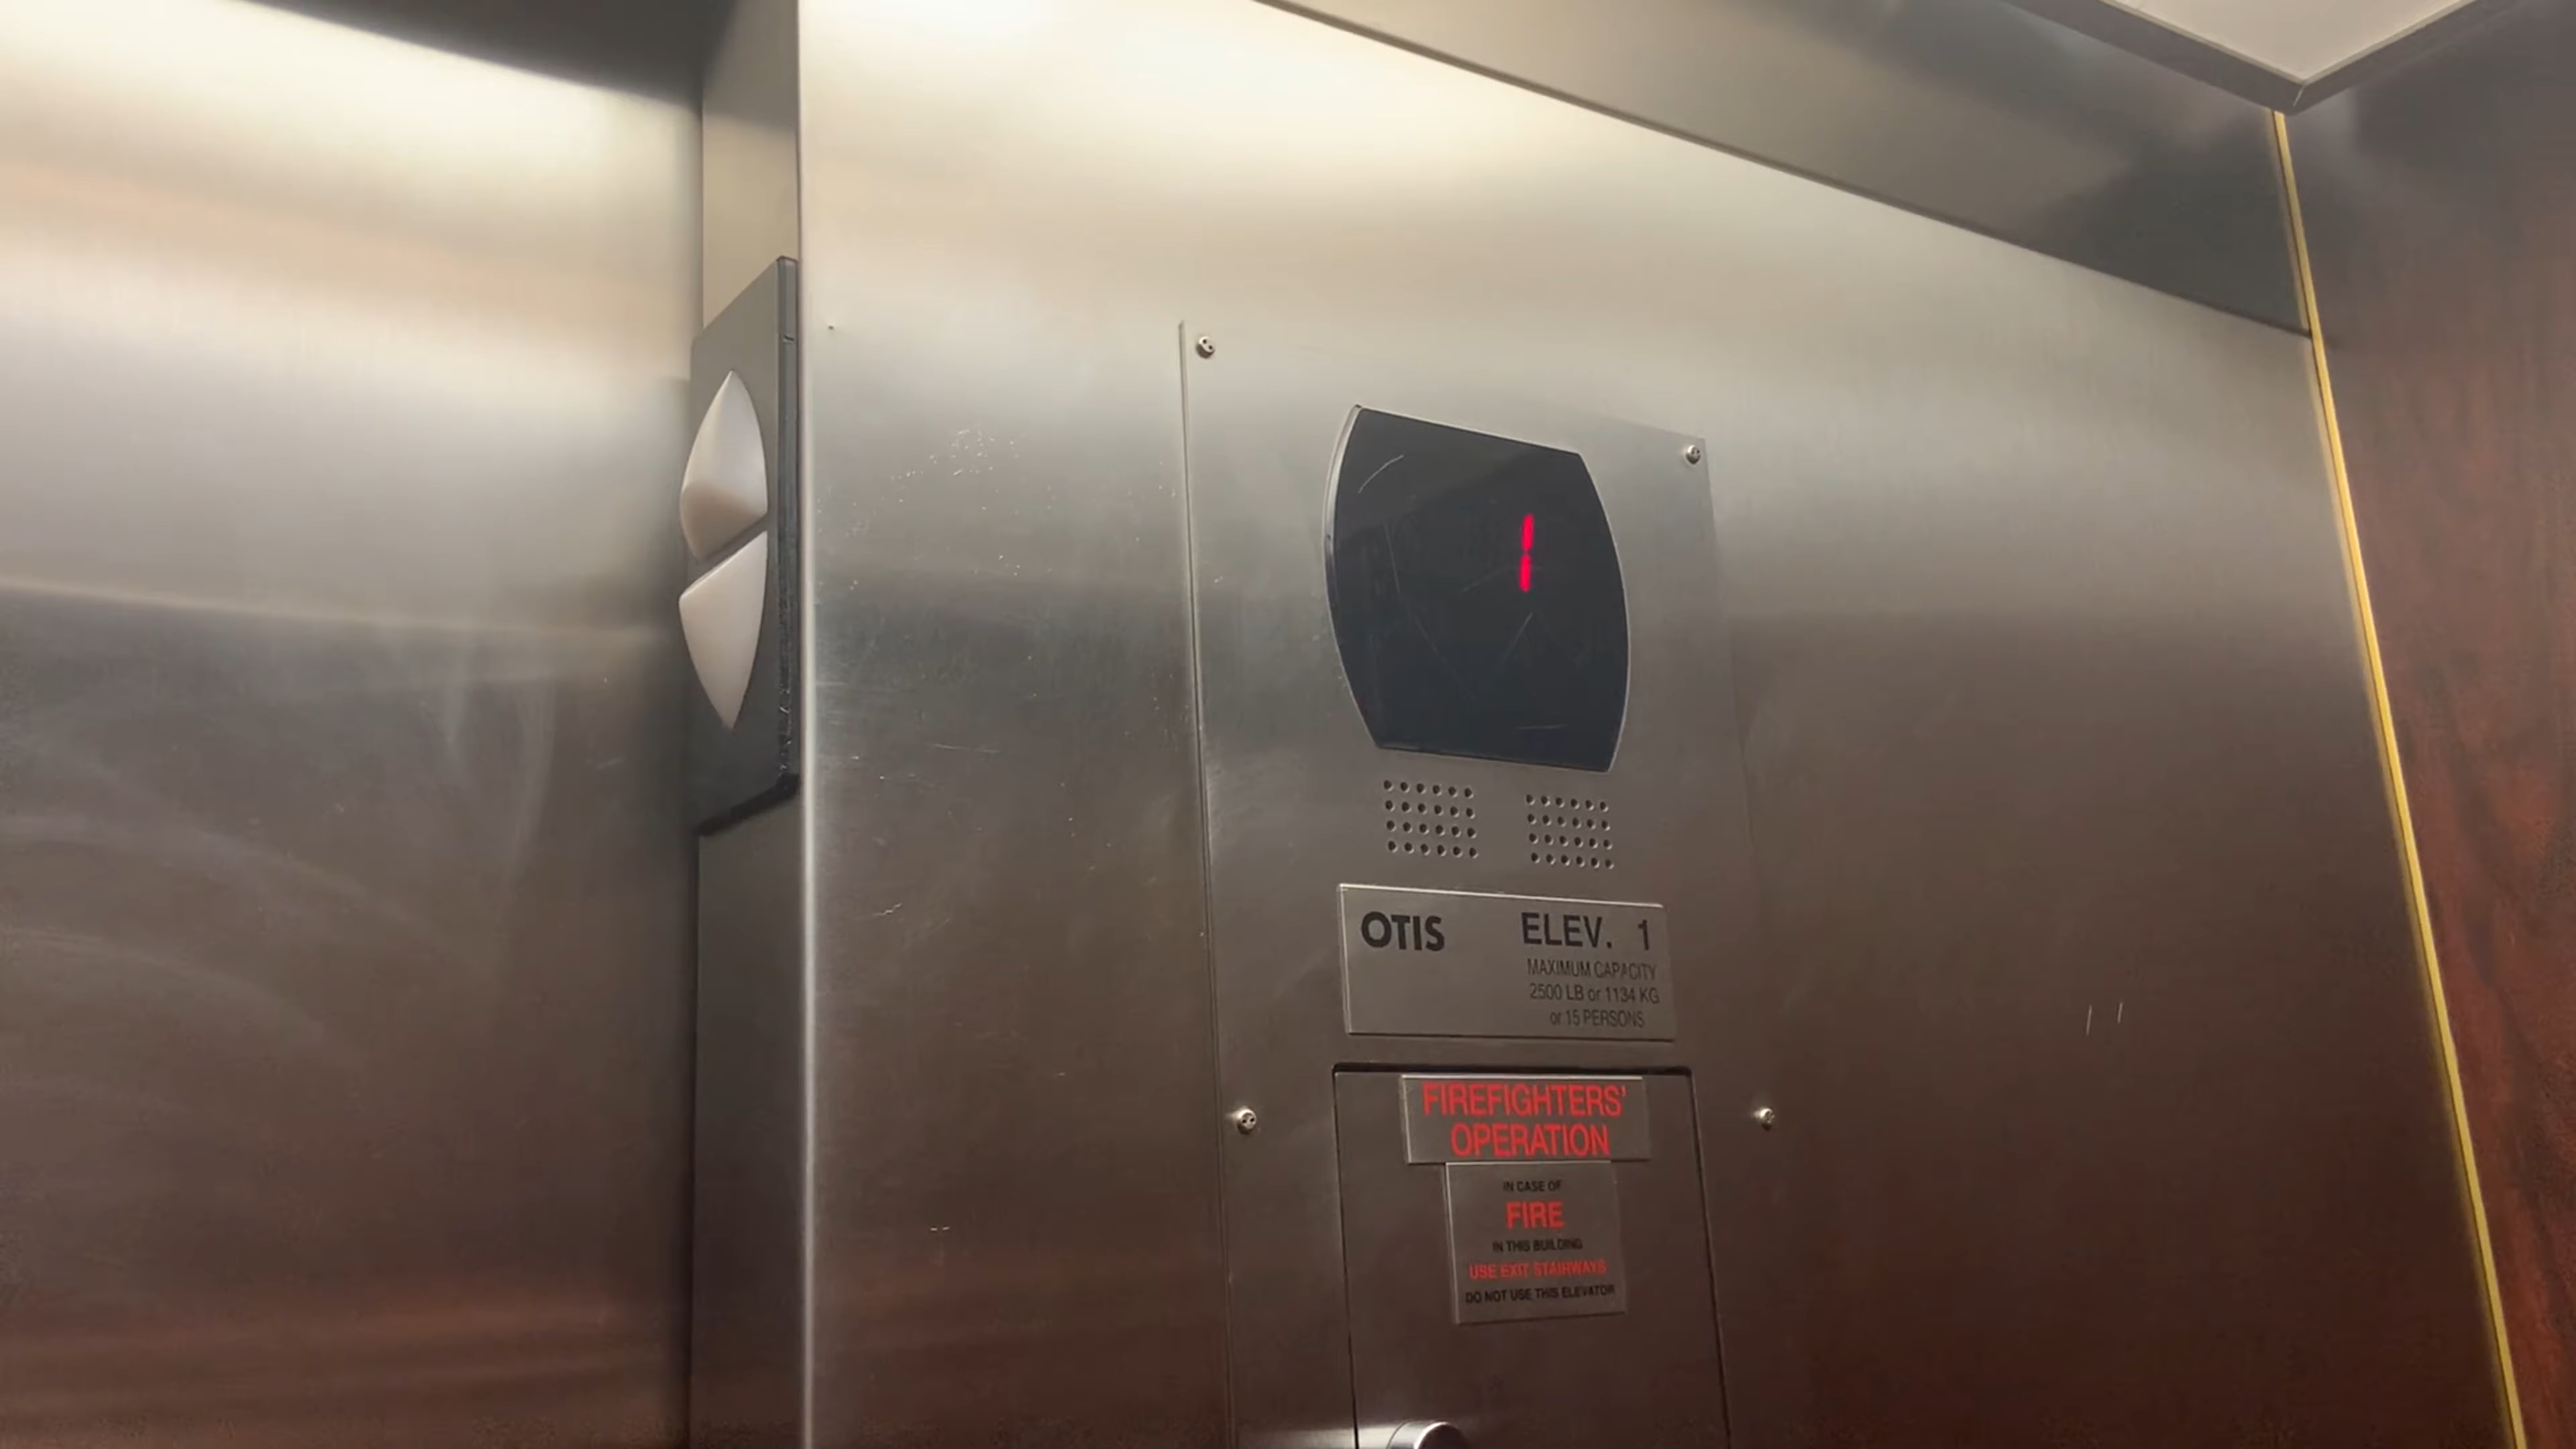 1
OTIS ELEV. 1
MAXIMUM CAPACITY
2500 LB or 1134 KG
or 15 PERSONS
FIREFIGHTERS'
OPERATION
IN CASE OF
FIRE
IN THIS BUILDING
USE EXIT STAIRWAYS
DO NOT USE THIS ELEVATOR